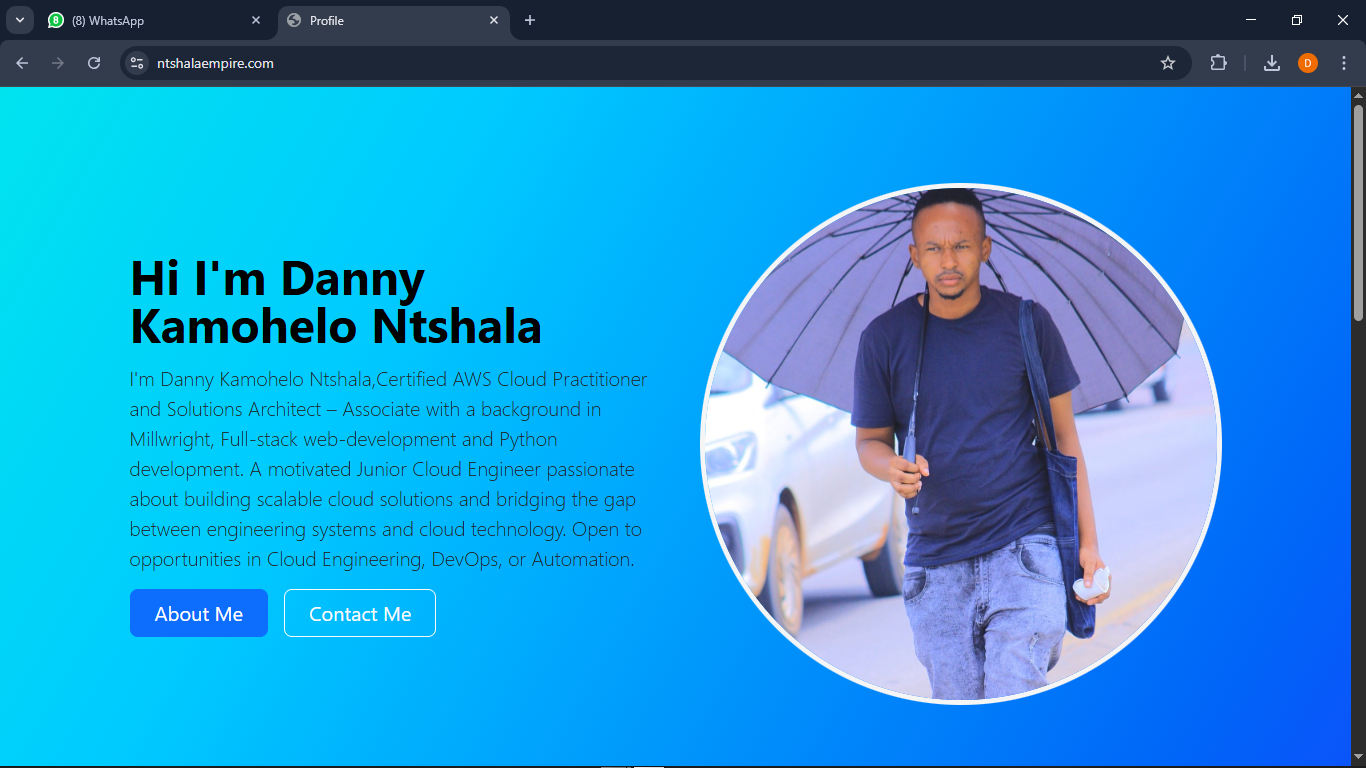 8 (8) WhatsApp
Profile
ntshalaempire.com
D
Hi I'm Danny
Kamohelo Ntshala
I'm Danny Kamohelo Ntshala,Certified AWS Cloud Practitioner
and Solutions Architect – Associate with a background in
Millwright, Full-stack web-development and Python
development. A motivated Junior Cloud Engineer passionate
about building scalable cloud solutions and bridging the gap
between engineering systems and cloud technology. Open to
opportunities in Cloud Engineering, DevOps, or Automation.
About Me
Contact Me